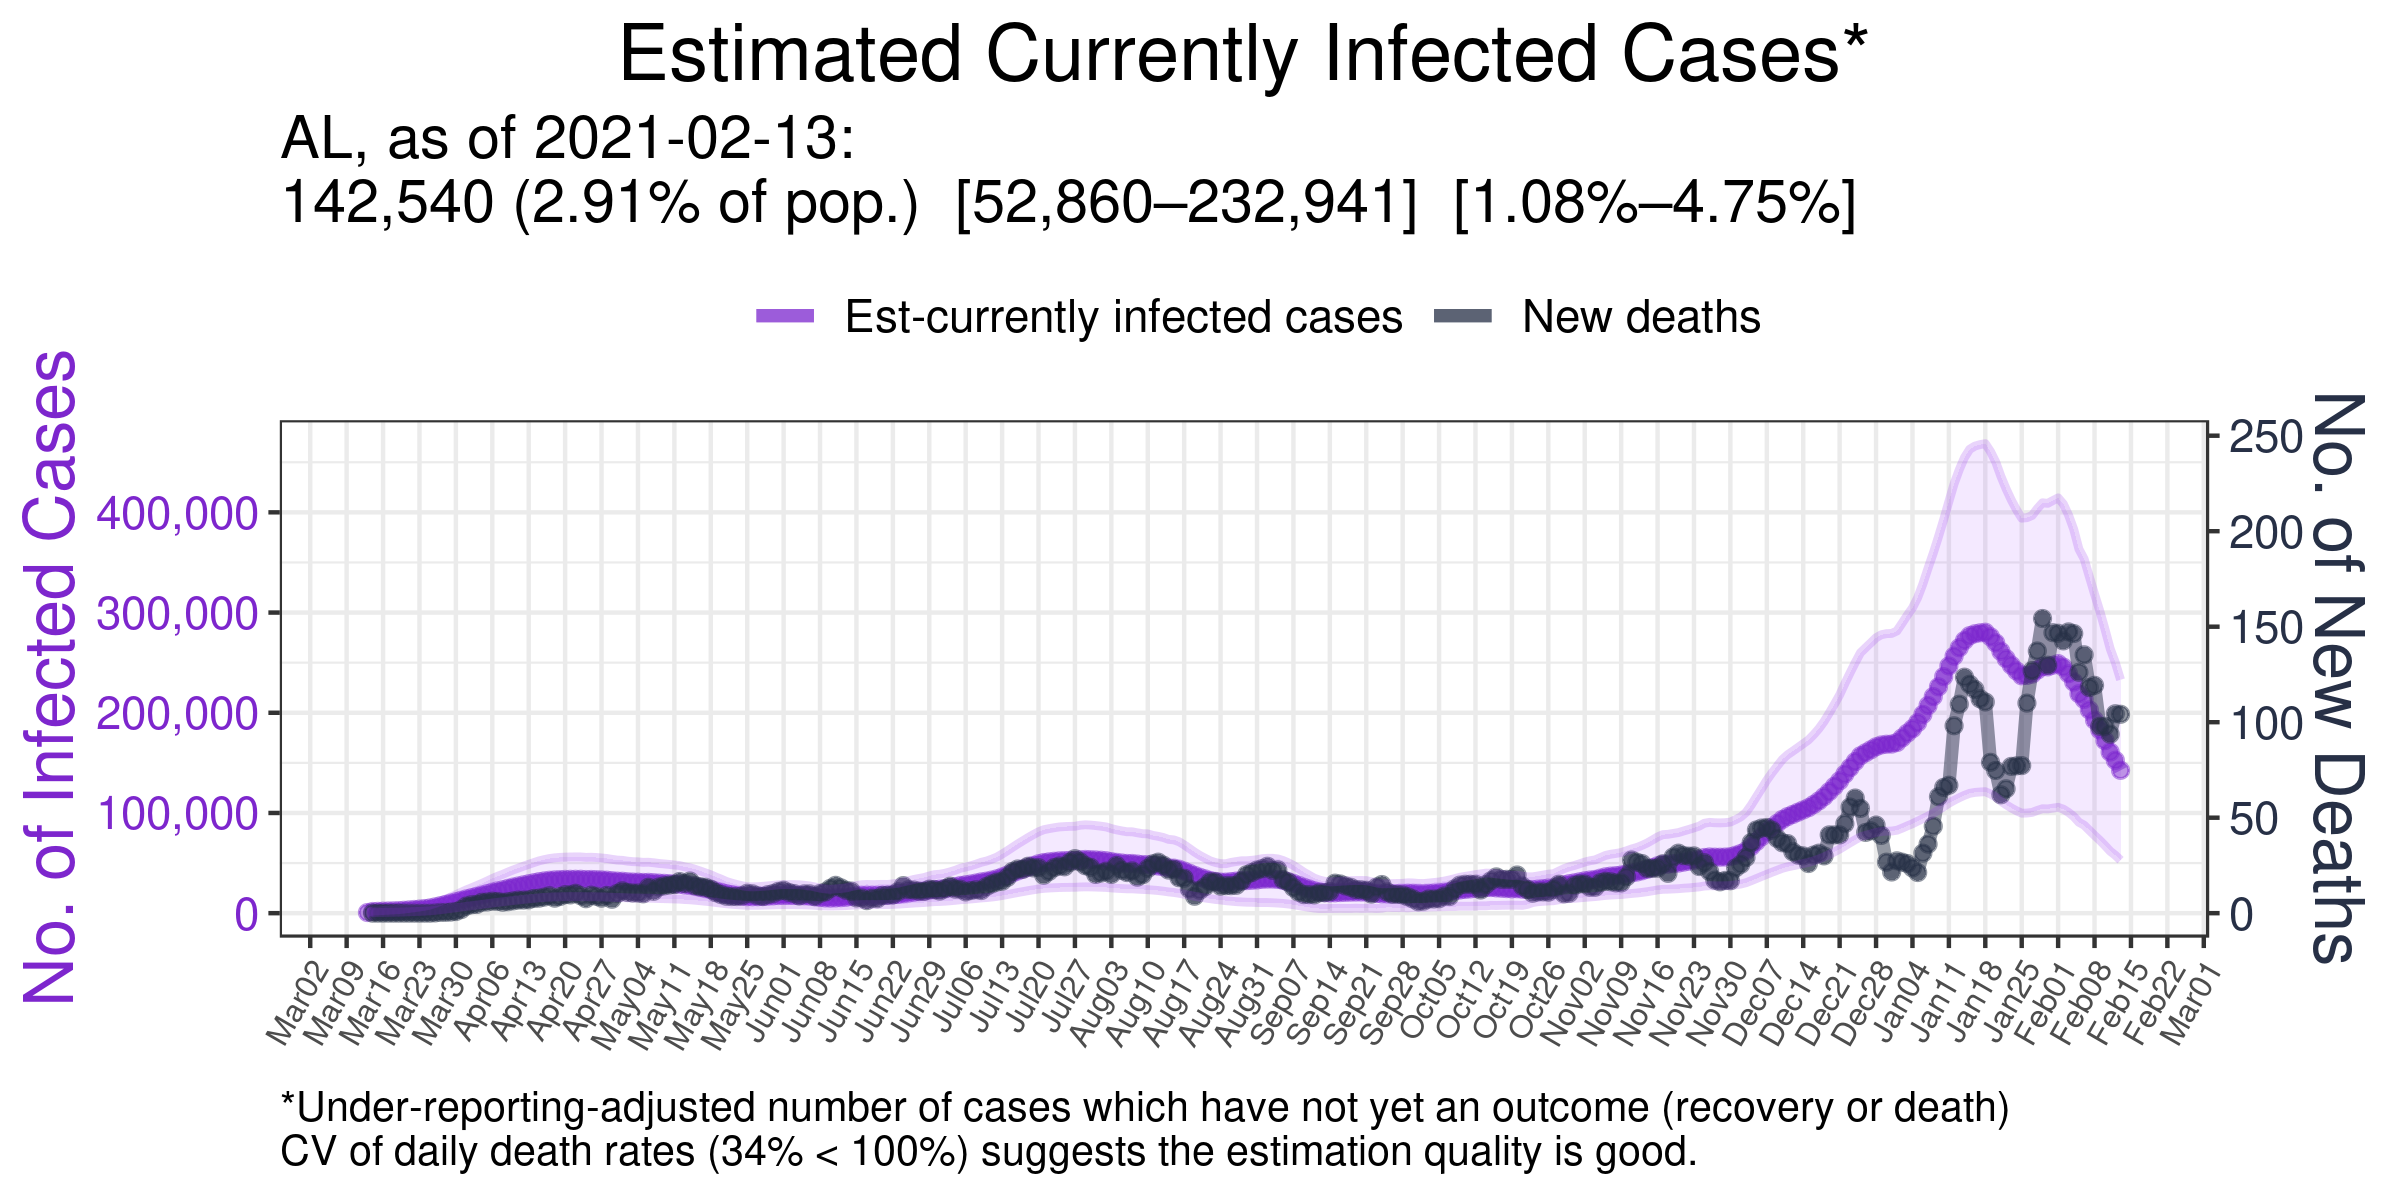 Estimated Currently Infected Cases*
AL, as of 2021-02-13:
142,540 (2.91% of pop.)  [52,860–232,941]  [1.08%–4.75%]
Est-currently infected cases
New deaths
No. of Infected Cases
400,000
300,000
200,000
100,000
0
250
200
150
100
50
0
No. of New Deaths
Mar02
Mar09
Mar16
Mar23
Mar30
Apr06
Apr13
Apr20
Apr27
May04
May11
May18
May25
Jun01
Jun08
Jun15
Jun22
Jun29
Jul06
Jul13
Jul20
Jul27
Aug03
Aug10
Aug17
Aug24
Aug31
Sep07
Sep14
Sep21
Sep28
Oct05
Oct12
Oct19
Oct26
Nov02
Nov09
Nov16
Nov23
Nov30
Dec07
Dec14
Dec21
Dec28
Jan04
Jan11
Jan18
Jan25
Feb01
Feb08
Feb15
Feb22
Mar01
*Under-reporting-adjusted number of cases which have not yet an outcome (recovery or death)
CV of daily death rates (34% < 100%) suggests the estimation quality is good.